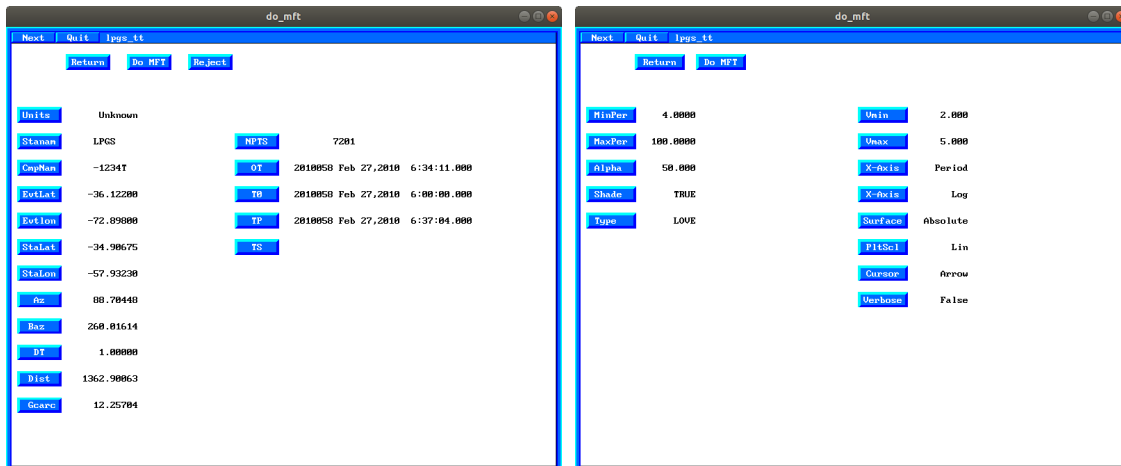 do_mft
Next Quit lpgs_tt
Return Do MFT Reject
Units Unknown
Stanam LPGS NPTS 7201
CmpNam -1234T OT 2010058 Feb 27,2010 6:34:11.000
EvtLat -36.12200 T0 2010058 Feb 27,2010 6:00:00.000
Evtlon -72.89800 TP 2010058 Feb 27,2010 6:37:04.000
StaLat -34.90675 TS
StaLon -57.93230
Az 88.70448
Baz 260.01614
DT 1.00000
Dist 1362.90063
Gcarc 12.25704
do_mft
Next Quit lpgs_tt
Return Do MFT
MinPer 4.0000 Vmin 2.000
MaxPer 100.0000 Vmax 5.000
Alpha 50.000 X-Axis Period
Shade TRUE X-Axis Log
Type LOVE Surface Absolute
PltScl Lin
Cursor Arrow
Verbose False